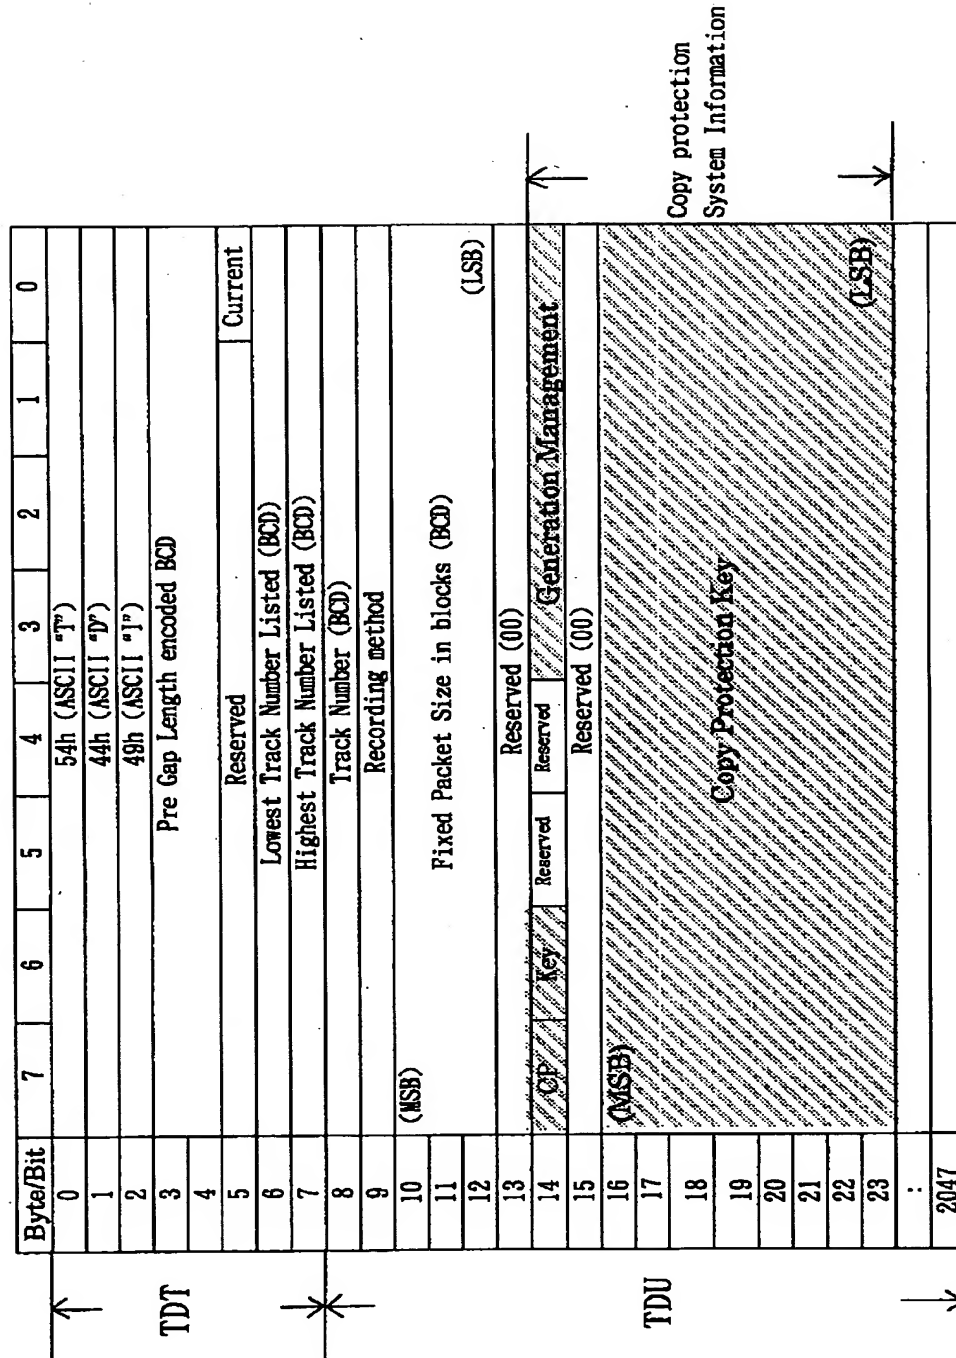 Byte/Bit 7 6 5 4 3 2 1 0
TDT
0 54h (ASCII "T")
1 44h (ASCII "D")
2 49h (ASCII "I")
3 Pre Gap Length encoded BCD
4
5 Reserved Current
6 Lowest Track Number Listed (BCD)
7 Highest Track Number Listed (BCD)
TDU
8 Track Number (BCD)
9 Recording method
10 (MSB)
11 Fixed Packet Size in blocks (BCD)
12 (LSB)
13 Reserved (00)
14 CP Key Reserved Reserved Generation Management
15 Reserved (00)
16 (MSB)
17
18
19 Copy Protection Key
20
21
22
23 (LSB)
:
2047
Copy protection
System Information